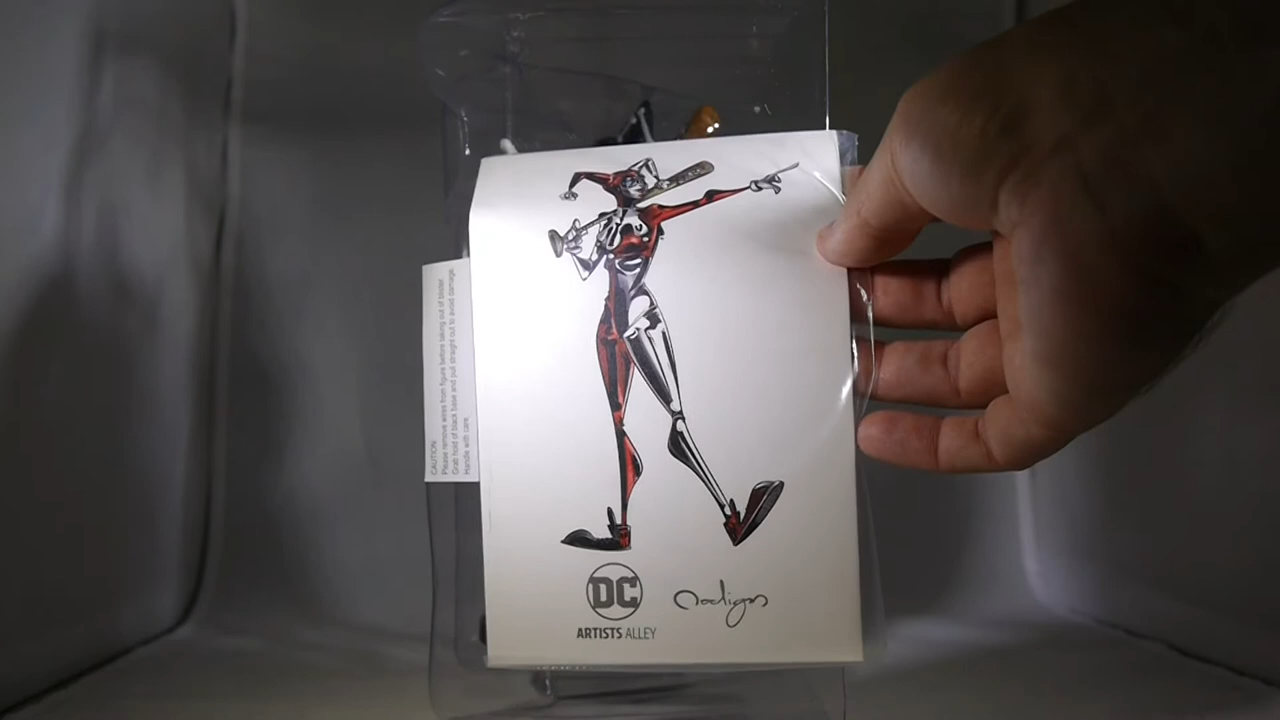 CAUTION:
Please remove wires from figure before taking out of blister.
Grab hold of black base and pull straight out to avoid damage.
Handle with care.
DC
ARTISTS ALLEY
nooligan